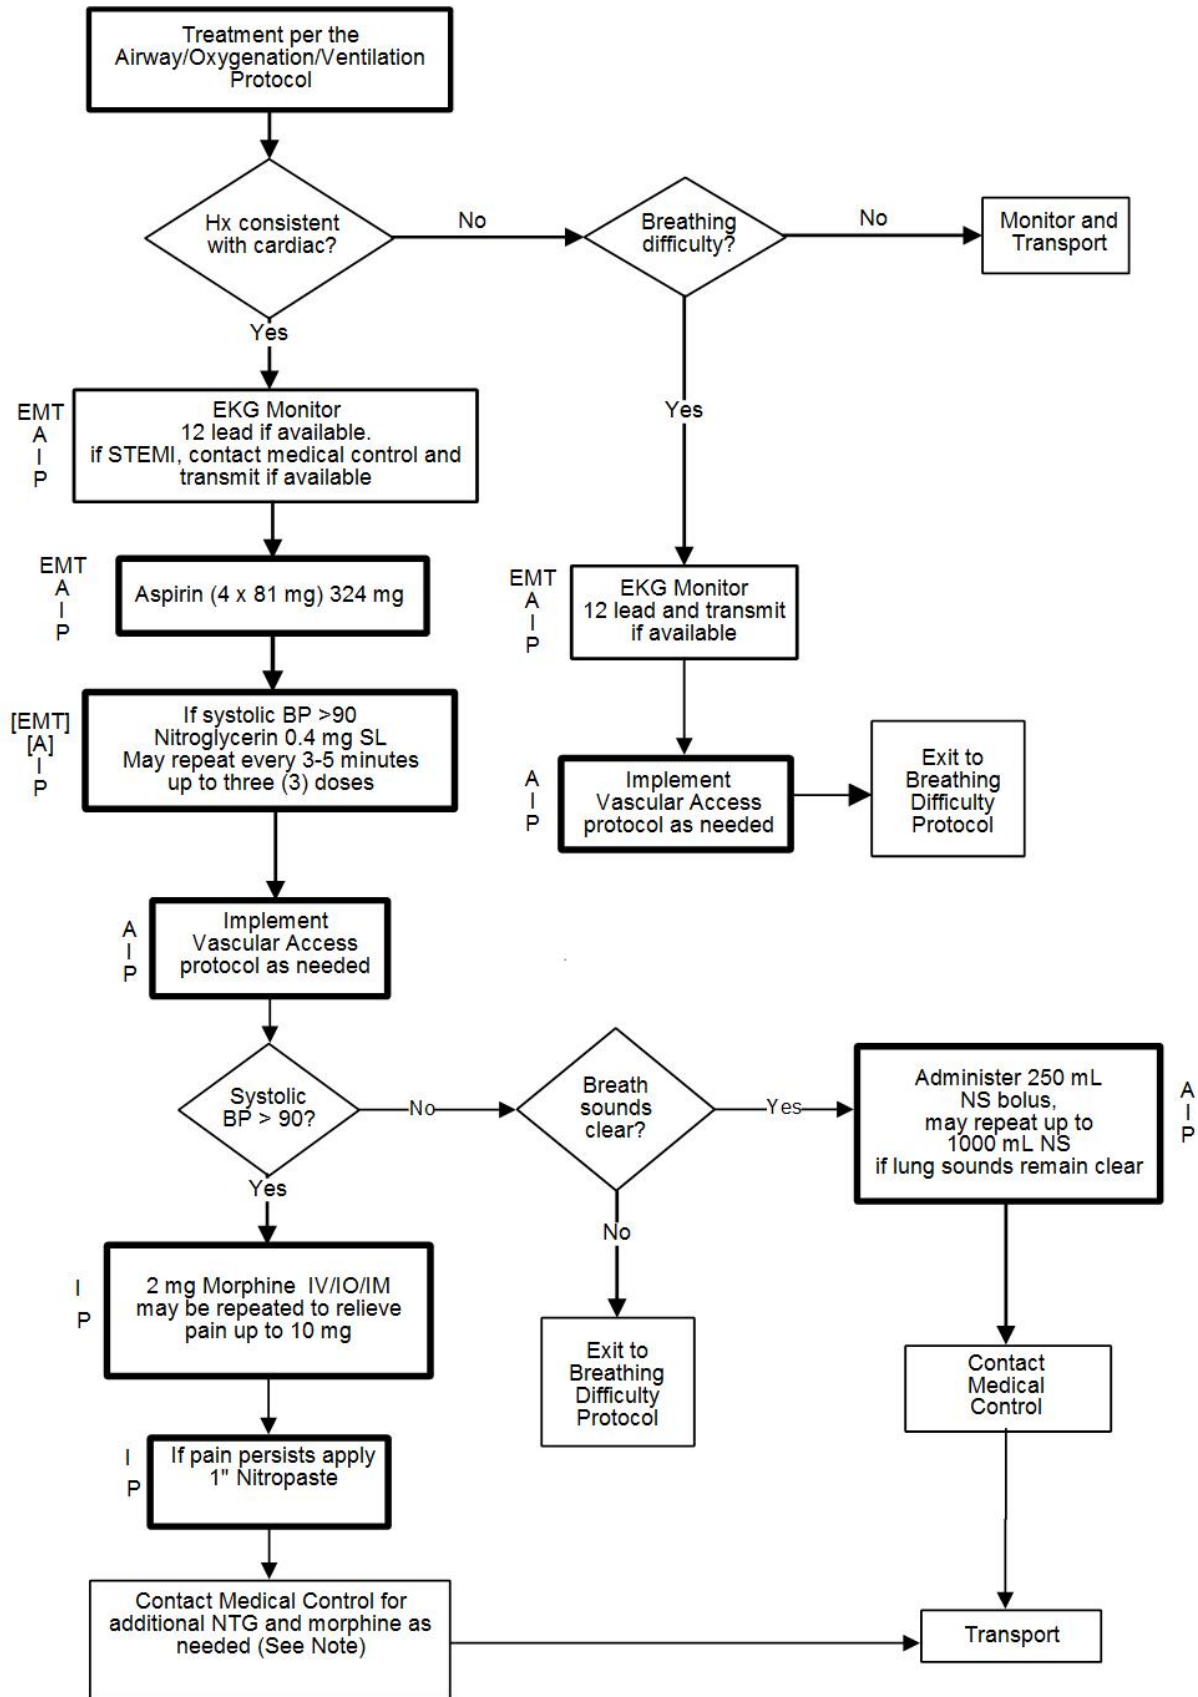 Treatment per the
Airway/Oxygenation/Ventilation
Protocol
Hx consistent
with cardiac?
No
Breathing
difficulty?
No
Monitor and
Transport
Yes
Yes
EMT
A
I
P
EKG Monitor
12 lead if available.
if STEMI, contact medical control and
transmit if available
EMT
A
I
P
Aspirin (4 x 81 mg) 324 mg
EMT
A
I
P
EKG Monitor
12 lead and transmit
if available
[EMT]
[A]
I
P
If systolic BP >90
Nitroglycerin 0.4 mg SL
May repeat every 3-5 minutes
up to three (3) doses
A
I
P
Implement
Vascular Access
protocol as needed
Exit to
Breathing
Difficulty
Protocol
A
I
P
Implement
Vascular Access
protocol as needed
Systolic
BP > 90?
No
Breath
sounds
clear?
Yes
Administer 250 mL
NS bolus,
may repeat up to
1000 mL NS
if lung sounds remain clear
A
I
P
Yes
No
I
P
2 mg Morphine IV/IO/IM
may be repeated to relieve
pain up to 10 mg
Exit to
Breathing
Difficulty
Protocol
Contact
Medical
Control
I
P
If pain persists apply
1" Nitropaste
Contact Medical Control for
additional NTG and morphine as
needed (See Note)
Transport